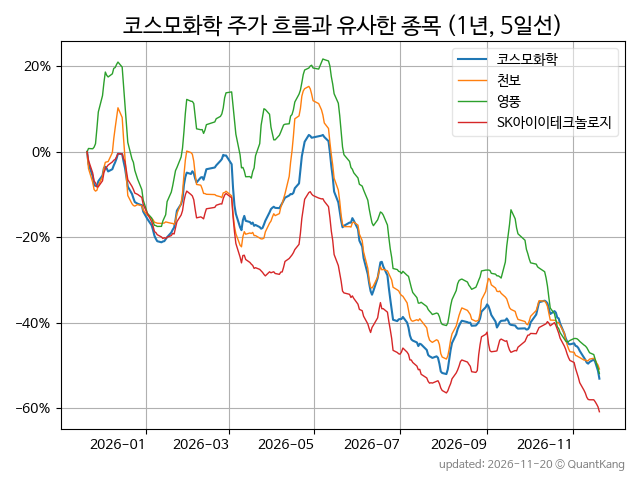 코스모화학 주가 흐름과 유사한 종목 (1년, 5일선)
코스모화학
천보
영풍
SK아이이테크놀로지
20%
0%
−20%
−40%
−60%
2026-01 2026-03 2026-05 2026-07 2026-09 2026-11
updated: 2026-11-20 © QuantKang